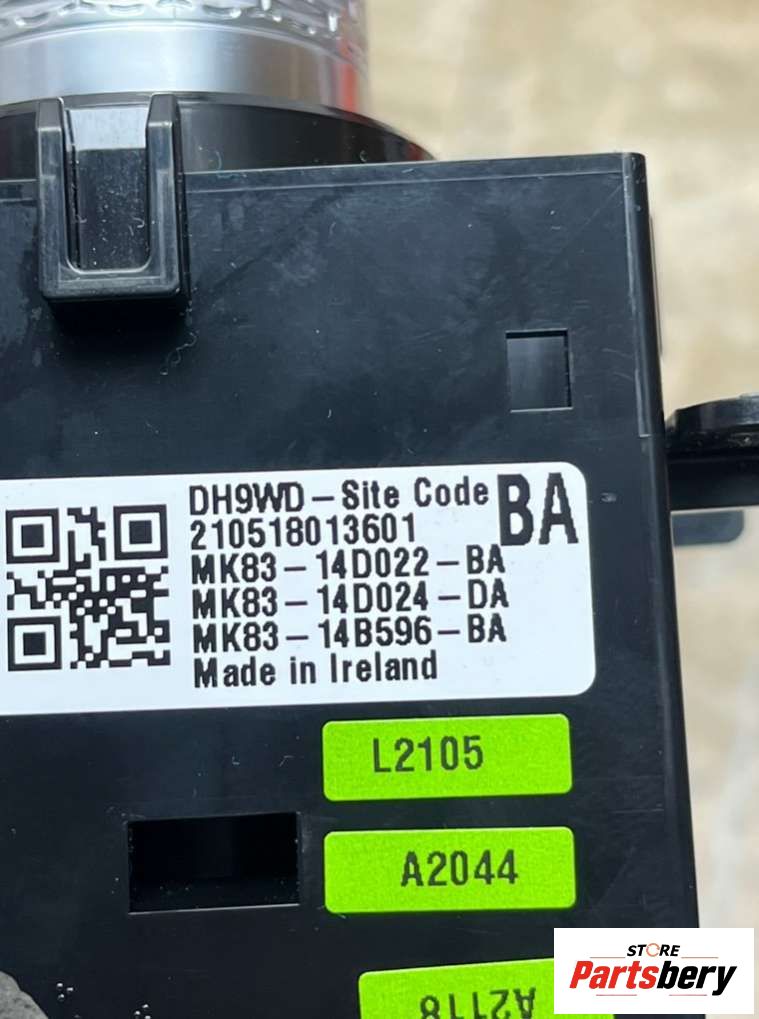 DH9WD-Site Code BA
210518013601
MK83-14D022-BA
MK83-14D024-DA
MK83-14B596-BA
Made in Ireland
L2105
A2044
A2118
STORE
Partsbery